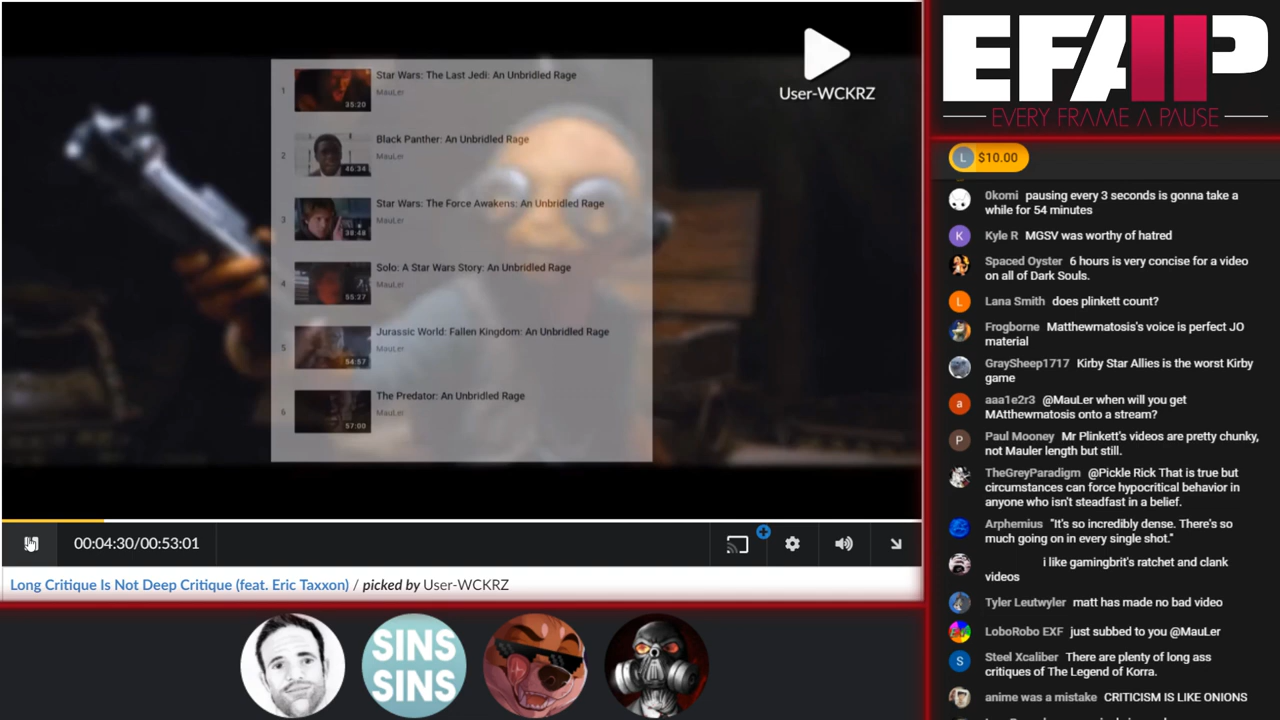 1
Star Wars: The Last Jedi: An Unbridled Rage
MauLer
35:20
2
Black Panther: An Unbridled Rage
MauLer
46:34
3
Star Wars: The Force Awakens: An Unbridled Rage
MauLer
38:48
4
Solo: A Star Wars Story: An Unbridled Rage
MauLer
55:27
5
Jurassic World: Fallen Kingdom: An Unbridled Rage
MauLer
54:57
6
The Predator: An Unbridled Rage
MauLer
57:00
User-WCKRZ
00:04:30/00:53:01
Long Critique Is Not Deep Critique (feat. Eric Taxxon) / picked by User-WCKRZ
SINS
SINS
EFAP
EVERY FRAME A PAUSE
L $10.00
0komi pausing every 3 seconds is gonna take a
while for 54 minutes
K Kyle R MGSV was worthy of hatred
Spaced Oyster 6 hours is very concise for a video
on all of Dark Souls.
L Lana Smith does plinkett count?
Frogborne Matthewmatosis's voice is perfect JO
material
GraySheep1717 Kirby Star Allies is the worst Kirby
game
a aaa1e2r3 @MauLer when will you get
MAtthewmatosis onto a stream?
P Paul Mooney Mr Plinkett's videos are pretty chunky,
not Mauler length but still.
TheGreyParadigm @Pickle Rick That is true but
circumstances can force hypocritical behavior in
anyone who isn't steadfast in a belief.
Arphemius "It's so incredibly dense. There's so
much going on in every single shot."
i like gamingbrit's ratchet and clank
videos
Tyler Leutwyler matt has made no bad video
LoboRobo EXF just subbed to you @MauLer
S Steel Xcaliber There are plenty of long ass
critiques of The Legend of Korra.
anime was a mistake CRITICISM IS LIKE ONIONS